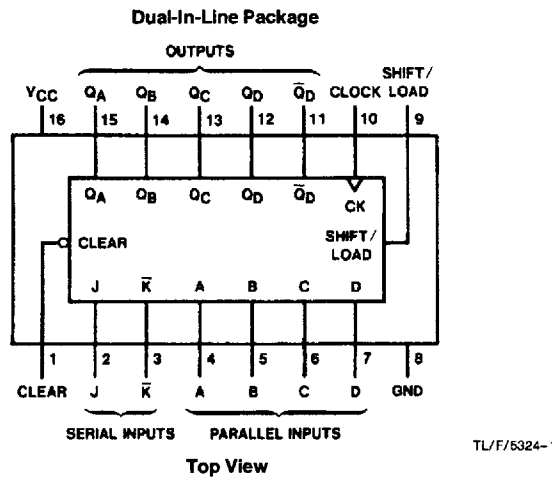 Dual-In-Line Package
OUTPUTS
VCC QA QB QC QD Q̅D CLOCK SHIFT/
LOAD
16 15 14 13 12 11 10 9
QA QB QC QD Q̅D CK
CLEAR SHIFT/
LOAD
J K̅ A B C D
1 2 3 4 5 6 7 8
CLEAR J K̅ A B C D GND
SERIAL INPUTS PARALLEL INPUTS
TL/F/5324-1
Top View